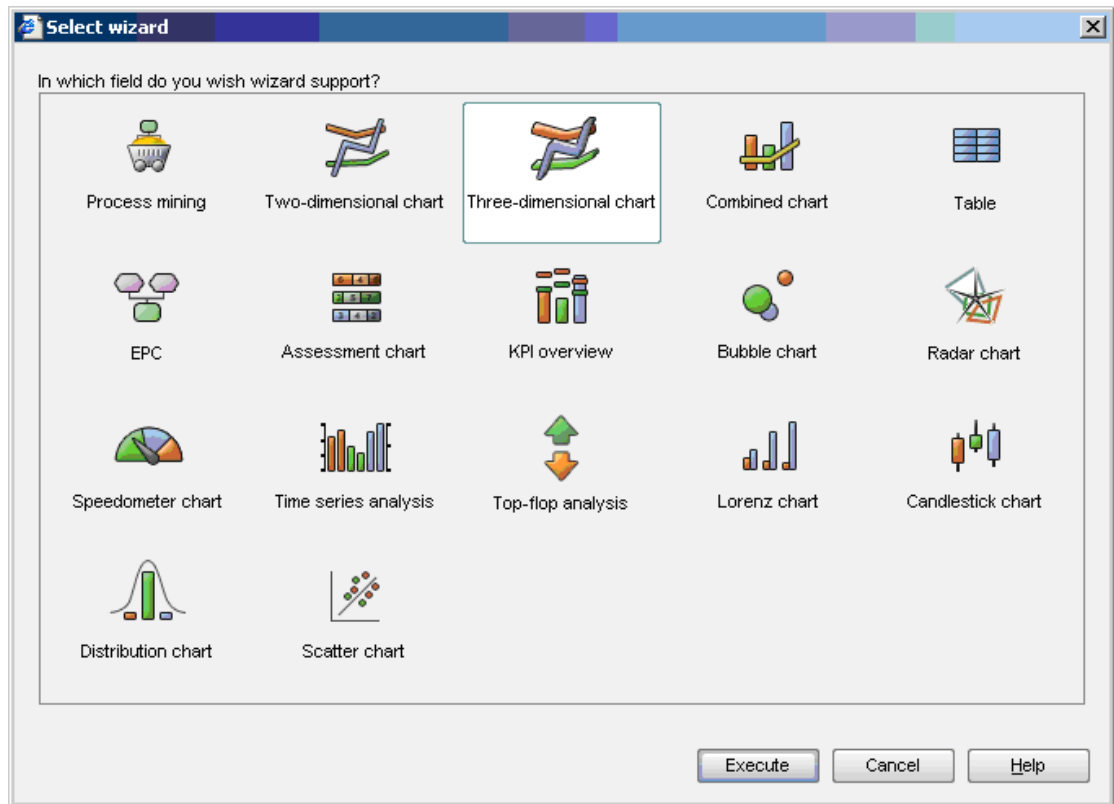 Select wizard
In which field do you wish wizard support?
Process mining
Two-dimensional chart
Three-dimensional chart
Combined chart
Table
EPC
Assessment chart
KPI overview
Bubble chart
Radar chart
Speedometer chart
Time series analysis
Top-flop analysis
Lorenz chart
Candlestick chart
Distribution chart
Scatter chart
Execute
Cancel
Help